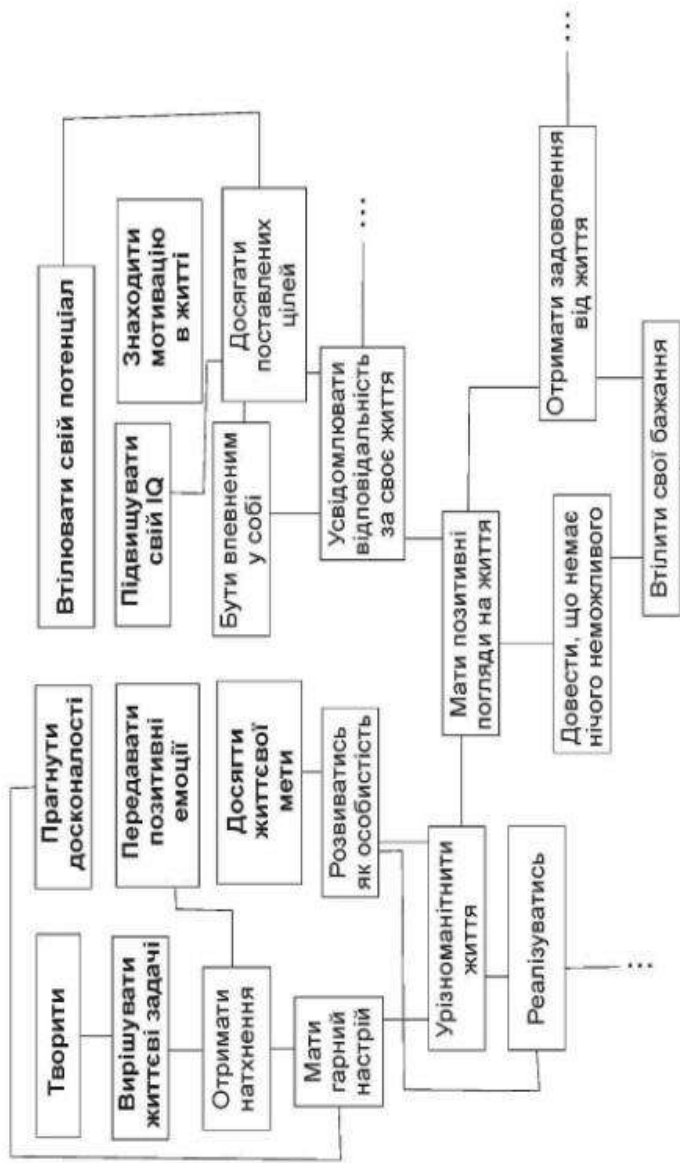 Творити
Прагнути
досконалості
Втілювати свій потенціал
Вирішувати
життєві задачі
Передавати
позитивні
емоції
Підвищувати
свій IQ
Знаходити
мотивацію
в житті
Отримати
натхнення
Досягти
життєвої
мети
Бути впевненим
у собі
Досягати
поставлених
цілей
Мати
гарний
настрій
Розвиватись
як особистість
Усвідомлювати
відповідальність
за своє життя
...
Урізноманітнити
життя
Мати позитивні
погляди на життя
Реалізуватись
...
Довести, що немає
нічого неможливого
Отримати задоволення
від життя
...
Втілити свої бажання